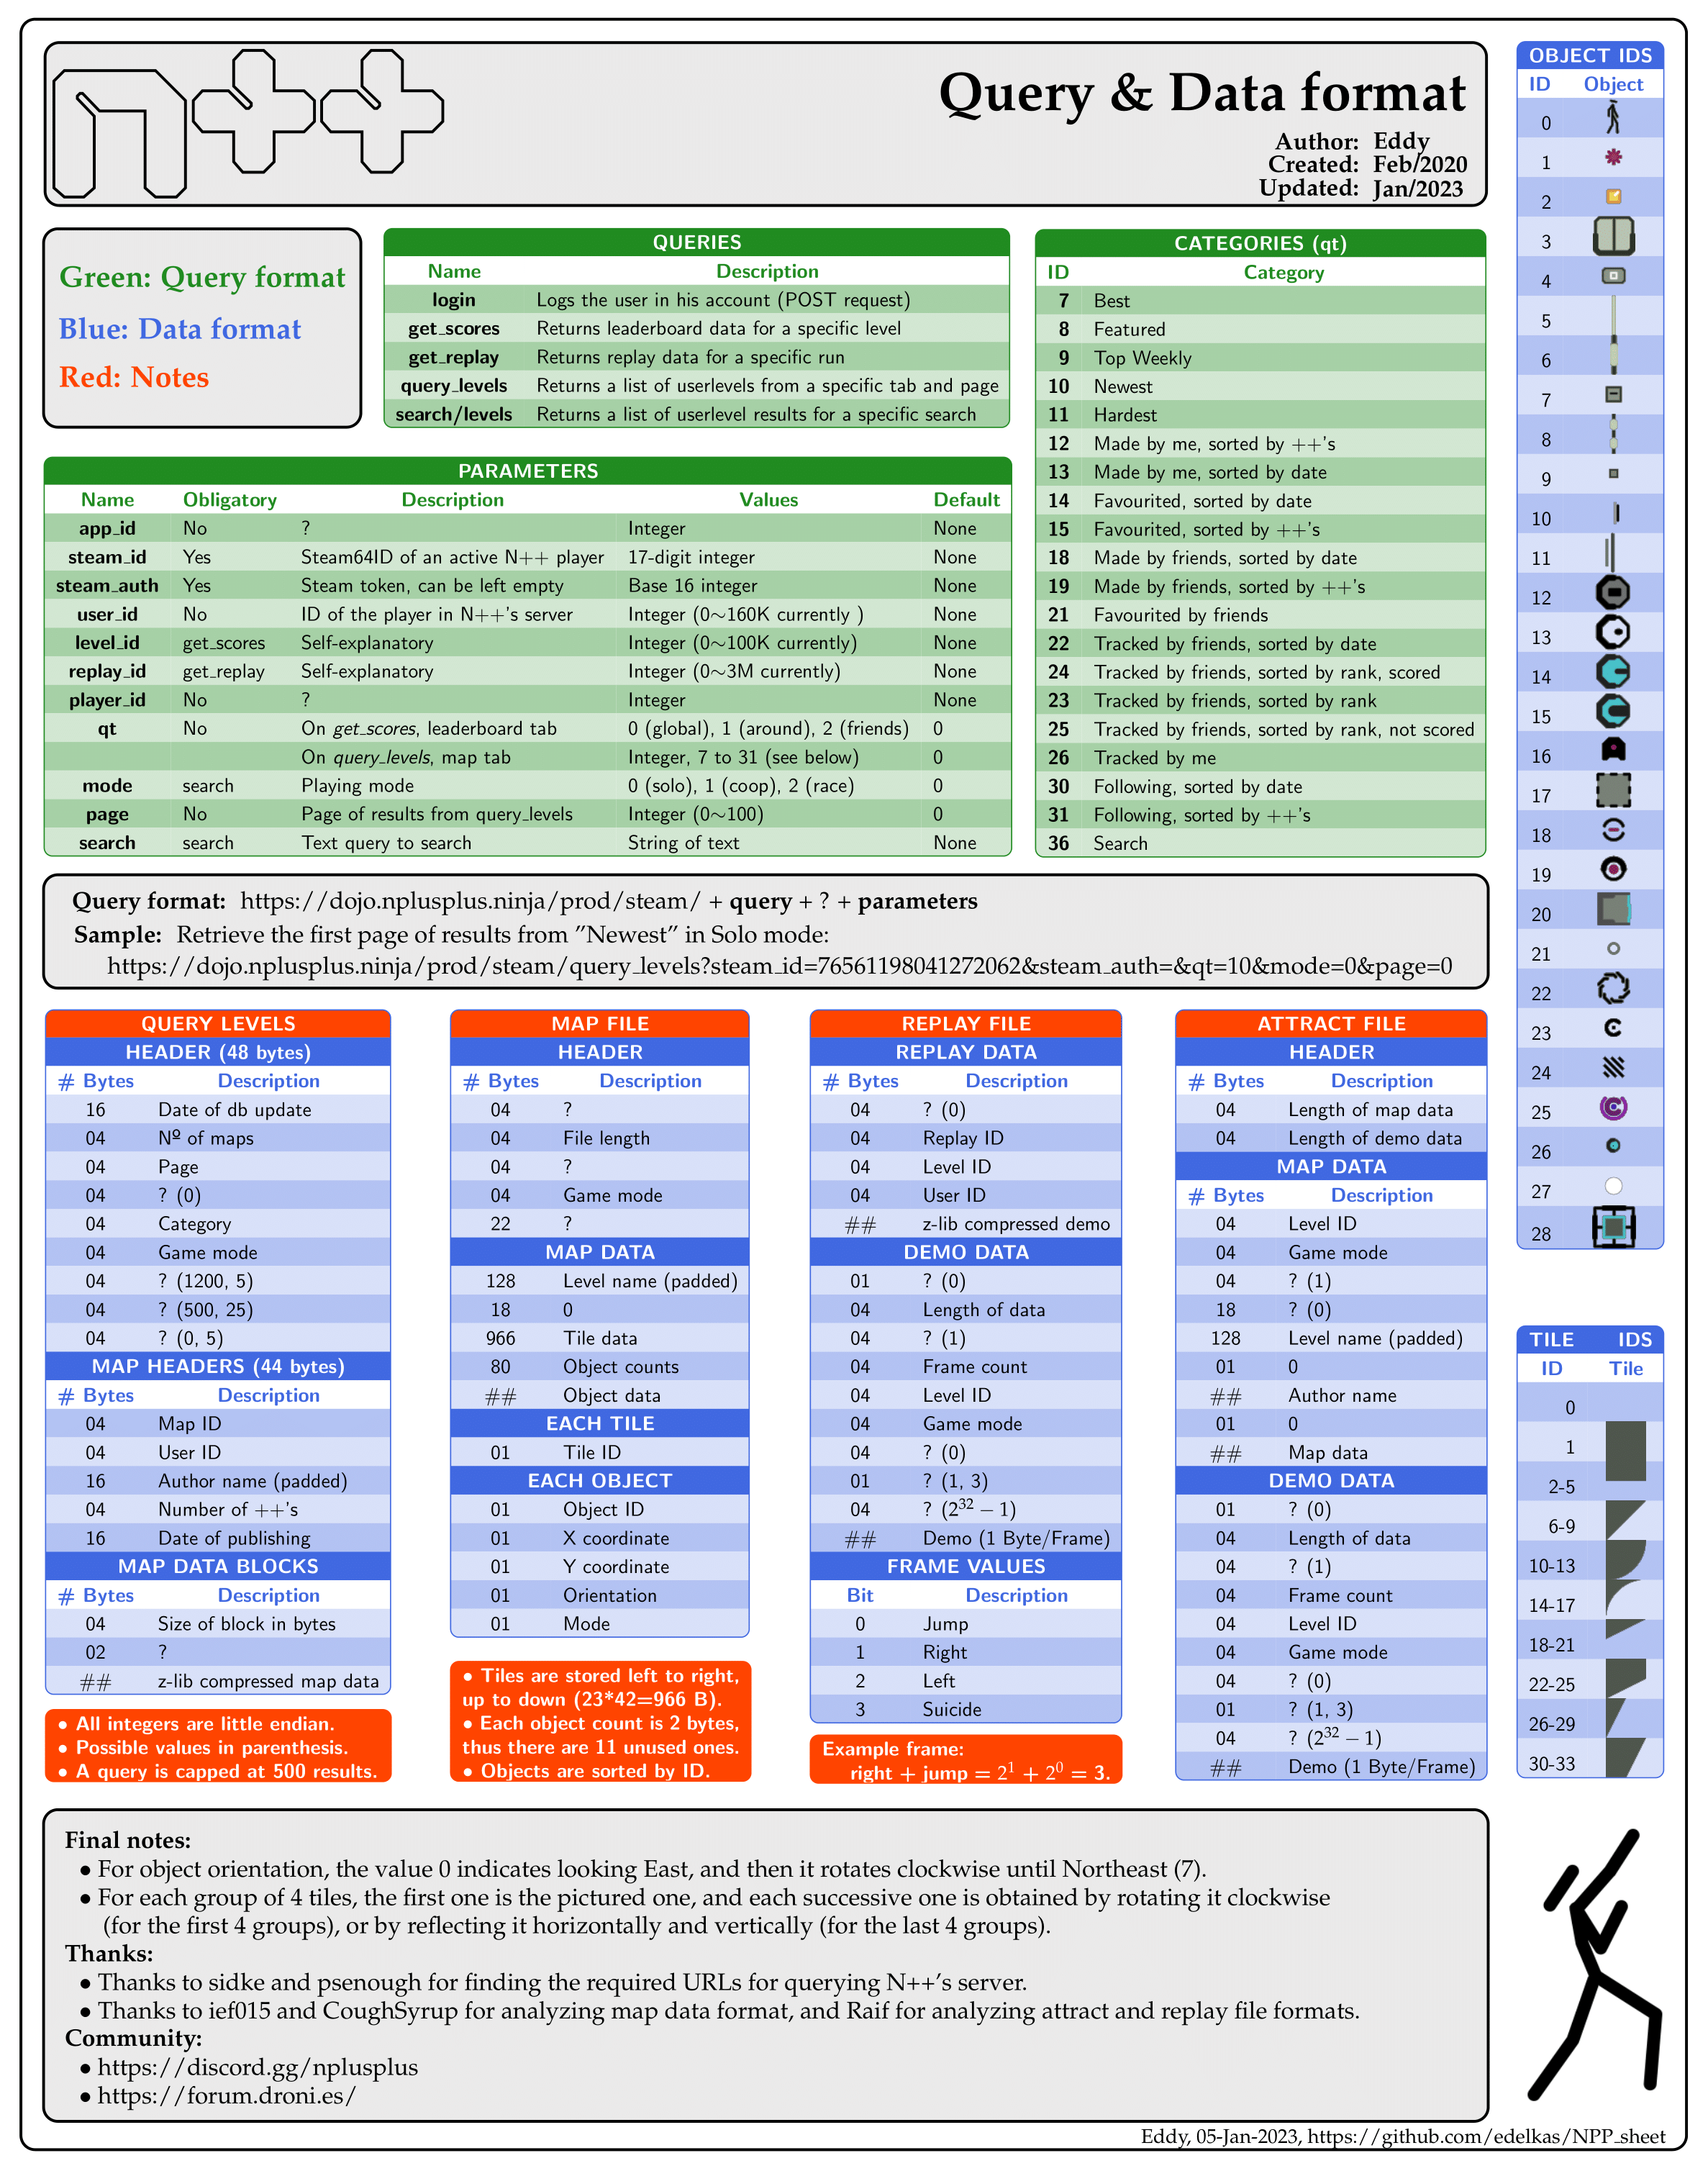 n++
Query & Data format
Author: Eddy
Created: Feb/2020
Updated: Jan/2023
Green: Query format
Blue: Data format
Red: Notes
QUERIES
Name Description
login Logs the user in his account (POST request)
get_scores Returns leaderboard data for a specific level
get_replay Returns replay data for a specific run
query_levels Returns a list of userlevels from a specific tab and page
search/levels Returns a list of userlevel results for a specific search
PARAMETERS
Name Obligatory Description Values Default
app_id No ? Integer None
steam_id Yes Steam64ID of an active N++ player 17-digit integer None
steam_auth Yes Steam token, can be left empty Base 16 integer None
user_id No ID of the player in N++'s server Integer (0∼160K currently ) None
level_id get_scores Self-explanatory Integer (0∼100K currently) None
replay_id get_replay Self-explanatory Integer (0∼3M currently) None
player_id No ? Integer None
qt No On get_scores, leaderboard tab 0 (global), 1 (around), 2 (friends) 0
On query_levels, map tab Integer, 7 to 31 (see below) 0
mode search Playing mode 0 (solo), 1 (coop), 2 (race) 0
page No Page of results from query_levels Integer (0∼100) 0
search search Text query to search String of text None
CATEGORIES (qt)
ID Category
7 Best
8 Featured
9 Top Weekly
10 Newest
11 Hardest
12 Made by me, sorted by ++'s
13 Made by me, sorted by date
14 Favourited, sorted by date
15 Favourited, sorted by ++'s
18 Made by friends, sorted by date
19 Made by friends, sorted by ++'s
21 Favourited by friends
22 Tracked by friends, sorted by date
24 Tracked by friends, sorted by rank, scored
23 Tracked by friends, sorted by rank
25 Tracked by friends, sorted by rank, not scored
26 Tracked by me
30 Following, sorted by date
31 Following, sorted by ++'s
36 Search
Query format: https://dojo.nplusplus.ninja/prod/steam/ + query + ? + parameters
Sample: Retrieve the first page of results from ”Newest” in Solo mode:
https://dojo.nplusplus.ninja/prod/steam/query_levels?steam_id=76561198041272062&steam_auth=&qt=10&mode=0&page=0
QUERY LEVELS
HEADER (48 bytes)
# Bytes Description
16 Date of db update
04 Nº of maps
04 Page
04 ? (0)
04 Category
04 Game mode
04 ? (1200, 5)
04 ? (500, 25)
04 ? (0, 5)
MAP HEADERS (44 bytes)
# Bytes Description
04 Map ID
04 User ID
16 Author name (padded)
04 Number of ++'s
16 Date of publishing
MAP DATA BLOCKS
# Bytes Description
04 Size of block in bytes
02 ?
## z-lib compressed map data
• All integers are little endian.
• Possible values in parenthesis.
• A query is capped at 500 results.
MAP FILE
HEADER
# Bytes Description
04 ?
04 File length
04 ?
04 Game mode
22 ?
MAP DATA
128 Level name (padded)
18 0
966 Tile data
80 Object counts
## Object data
EACH TILE
01 Tile ID
EACH OBJECT
01 Object ID
01 X coordinate
01 Y coordinate
01 Orientation
01 Mode
• Tiles are stored left to right,
up to down (23*42=966 B).
• Each object count is 2 bytes,
thus there are 11 unused ones.
• Objects are sorted by ID.
REPLAY FILE
REPLAY DATA
# Bytes Description
04 ? (0)
04 Replay ID
04 Level ID
04 User ID
## z-lib compressed demo
DEMO DATA
01 ? (0)
04 Length of data
04 ? (1)
04 Frame count
04 Level ID
04 Game mode
04 ? (0)
01 ? (1, 3)
04 ? (2³² − 1)
## Demo (1 Byte/Frame)
FRAME VALUES
Bit Description
0 Jump
1 Right
2 Left
3 Suicide
Example frame:
right + jump = 2¹ + 2⁰ = 3.
ATTRACT FILE
HEADER
# Bytes Description
04 Length of map data
04 Length of demo data
MAP DATA
# Bytes Description
04 Level ID
04 Game mode
04 ? (1)
18 ? (0)
128 Level name (padded)
01 0
## Author name
01 0
## Map data
DEMO DATA
01 ? (0)
04 Length of data
04 ? (1)
04 Frame count
04 Level ID
04 Game mode
04 ? (0)
01 ? (1, 3)
04 ? (2³² − 1)
## Demo (1 Byte/Frame)
OBJECT IDS
ID Object
0
1
2
3
4
5
6
7
8
9
10
11
12
13
14
15
16
17
18
19
20
21
22
23
24
25
26
27
28
TILE IDS
ID Tile
0
1
2-5
6-9
10-13
14-17
18-21
22-25
26-29
30-33
Final notes:
• For object orientation, the value 0 indicates looking East, and then it rotates clockwise until Northeast (7).
• For each group of 4 tiles, the first one is the pictured one, and each successive one is obtained by rotating it clockwise
(for the first 4 groups), or by reflecting it horizontally and vertically (for the last 4 groups).
Thanks:
• Thanks to sidke and psenough for finding the required URLs for querying N++'s server.
• Thanks to ief015 and CoughSyrup for analyzing map data format, and Raif for analyzing attract and replay file formats.
Community:
• https://discord.gg/nplusplus
• https://forum.droni.es/
Eddy, 05-Jan-2023, https://github.com/edelkas/NPP_sheet